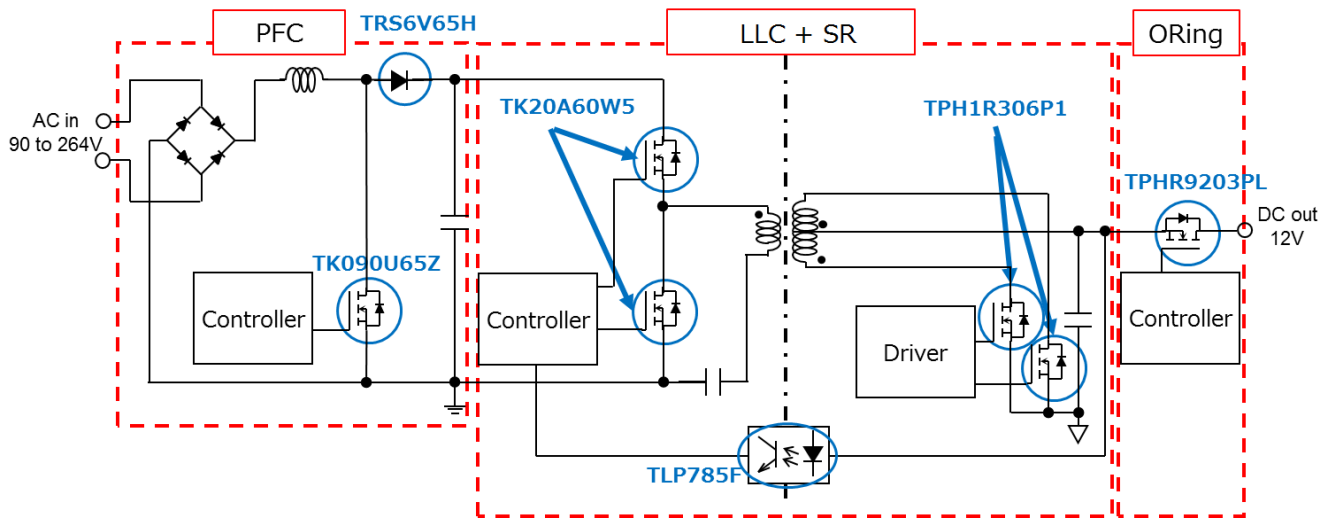 PFC
TRS6V65H
LLC + SR
ORing
AC in
90 to 264V
TK20A60W5
TPH1R306P1
TPHR9203PL
DC out
12V
TK090U65Z
Controller
Controller
Driver
Controller
TLP785F